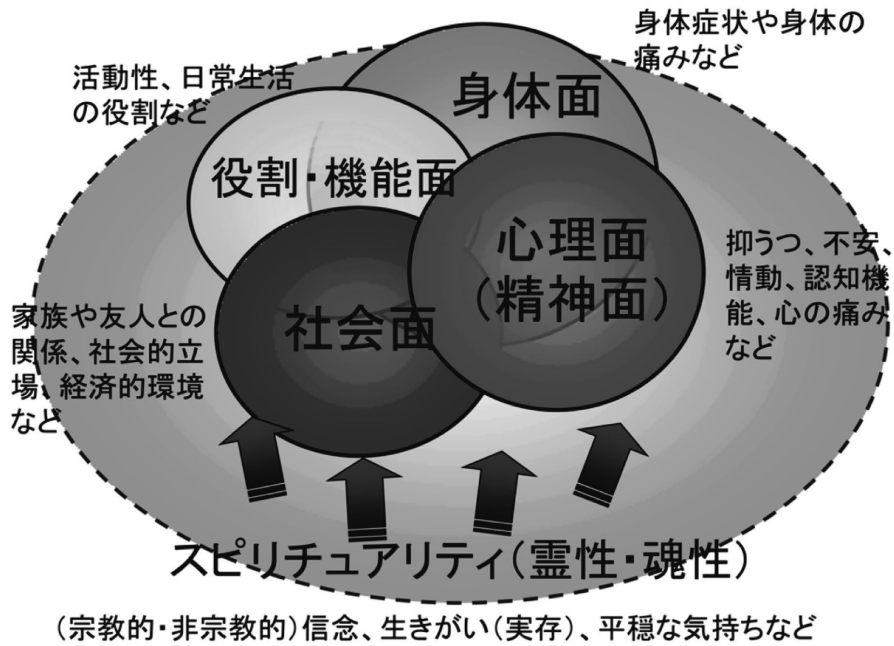 身体症状や身体の
痛みなど
活動性、日常生活
の役割など
身体面
役割・機能面
心理面
（精神面）
抑うつ、不安、
情動、認知機
能、心の痛み
など
家族や友人との
関係、社会的立
場、経済的環境
など
社会面
スピリチュアリティ（霊性・魂性）
（宗教的・非宗教的）信念、生きがい（実存）、平穏な気持ちなど